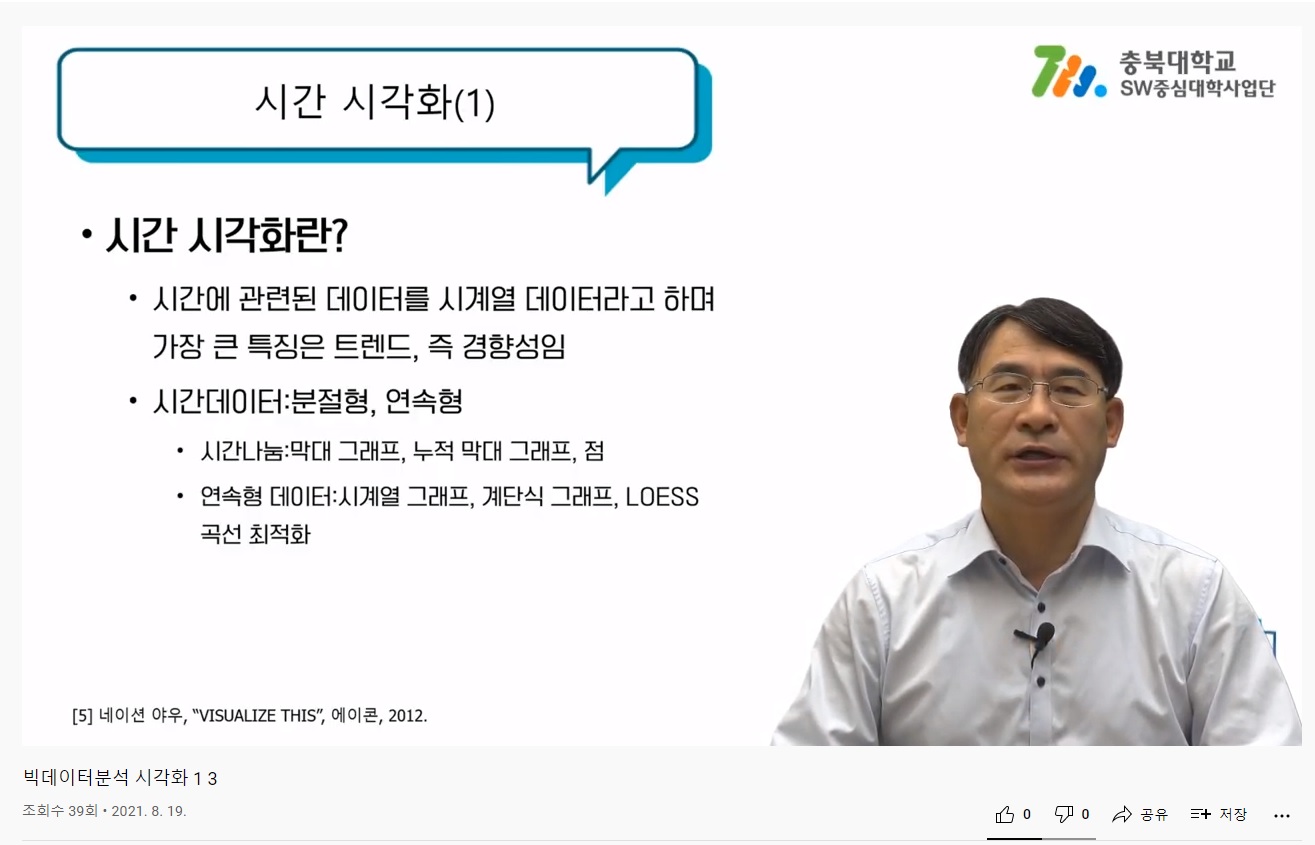 시간 시각화(1)
충북대학교
SW중심대학사업단
• 시간 시각화란?
• 시간에 관련된 데이터를 시계열 데이터라고 하며
가장 큰 특징은 트렌드, 즉 경향성임
• 시간데이터:분절형, 연속형
• 시간나눔:막대 그래프, 누적 막대 그래프, 점
• 연속형 데이터:시계열 그래프, 계단식 그래프, LOESS
곡선 최적화
[5] 네이션 야우, “VISUALIZE THIS”, 에이콘, 2012.
빅데이터분석 시각화 1 3
조회수 39회 • 2021. 8. 19.
0 0 공유 저장 ...